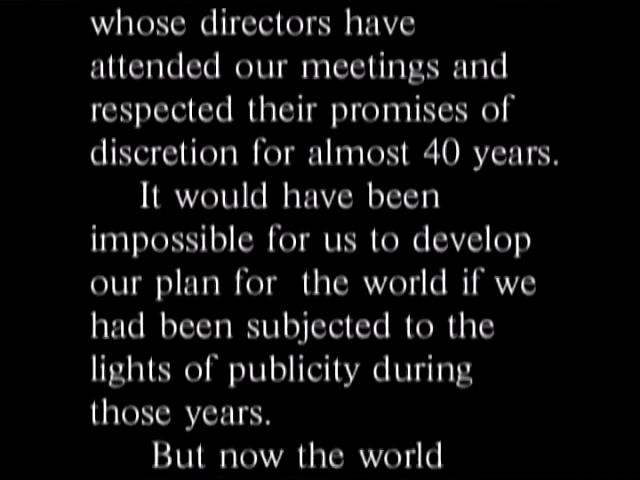 whose directors have
attended our meetings and
respected their promises of
discretion for almost 40 years.
It would have been
impossible for us to develop
our plan for the world if we
had been subjected to the
lights of publicity during
those years.
But now the world